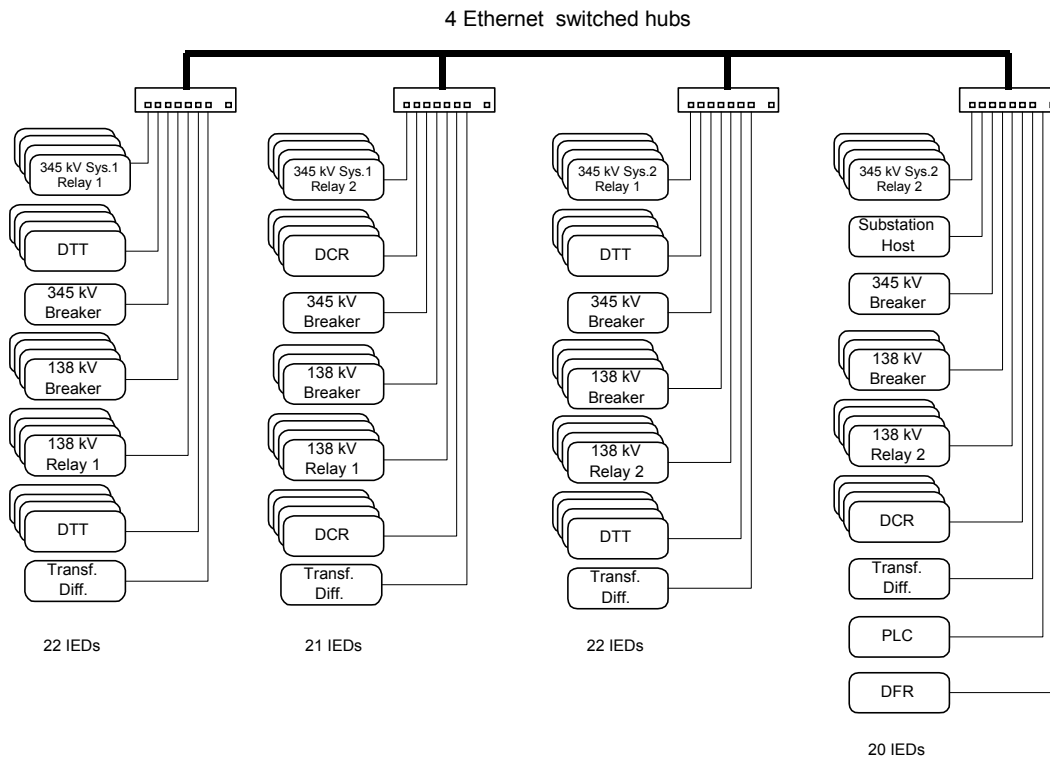 4 Ethernet switched hubs
345 kV Sys.1
Relay 1
DTT
345 kV
Breaker
138 kV
Breaker
138 kV
Relay 1
DTT
Transf.
Diff.
22 IEDs
345 kV Sys.1
Relay 2
DCR
345 kV
Breaker
138 kV
Breaker
138 kV
Relay 1
DCR
Transf.
Diff.
21 IEDs
345 kV Sys.2
Relay 1
DTT
345 kV
Breaker
138 kV
Breaker
138 kV
Relay 2
DTT
Transf.
Diff.
22 IEDs
345 kV Sys.2
Relay 2
Substation
Host
345 kV
Breaker
138 kV
Breaker
138 kV
Relay 2
DCR
Transf.
Diff.
PLC
DFR
20 IEDs